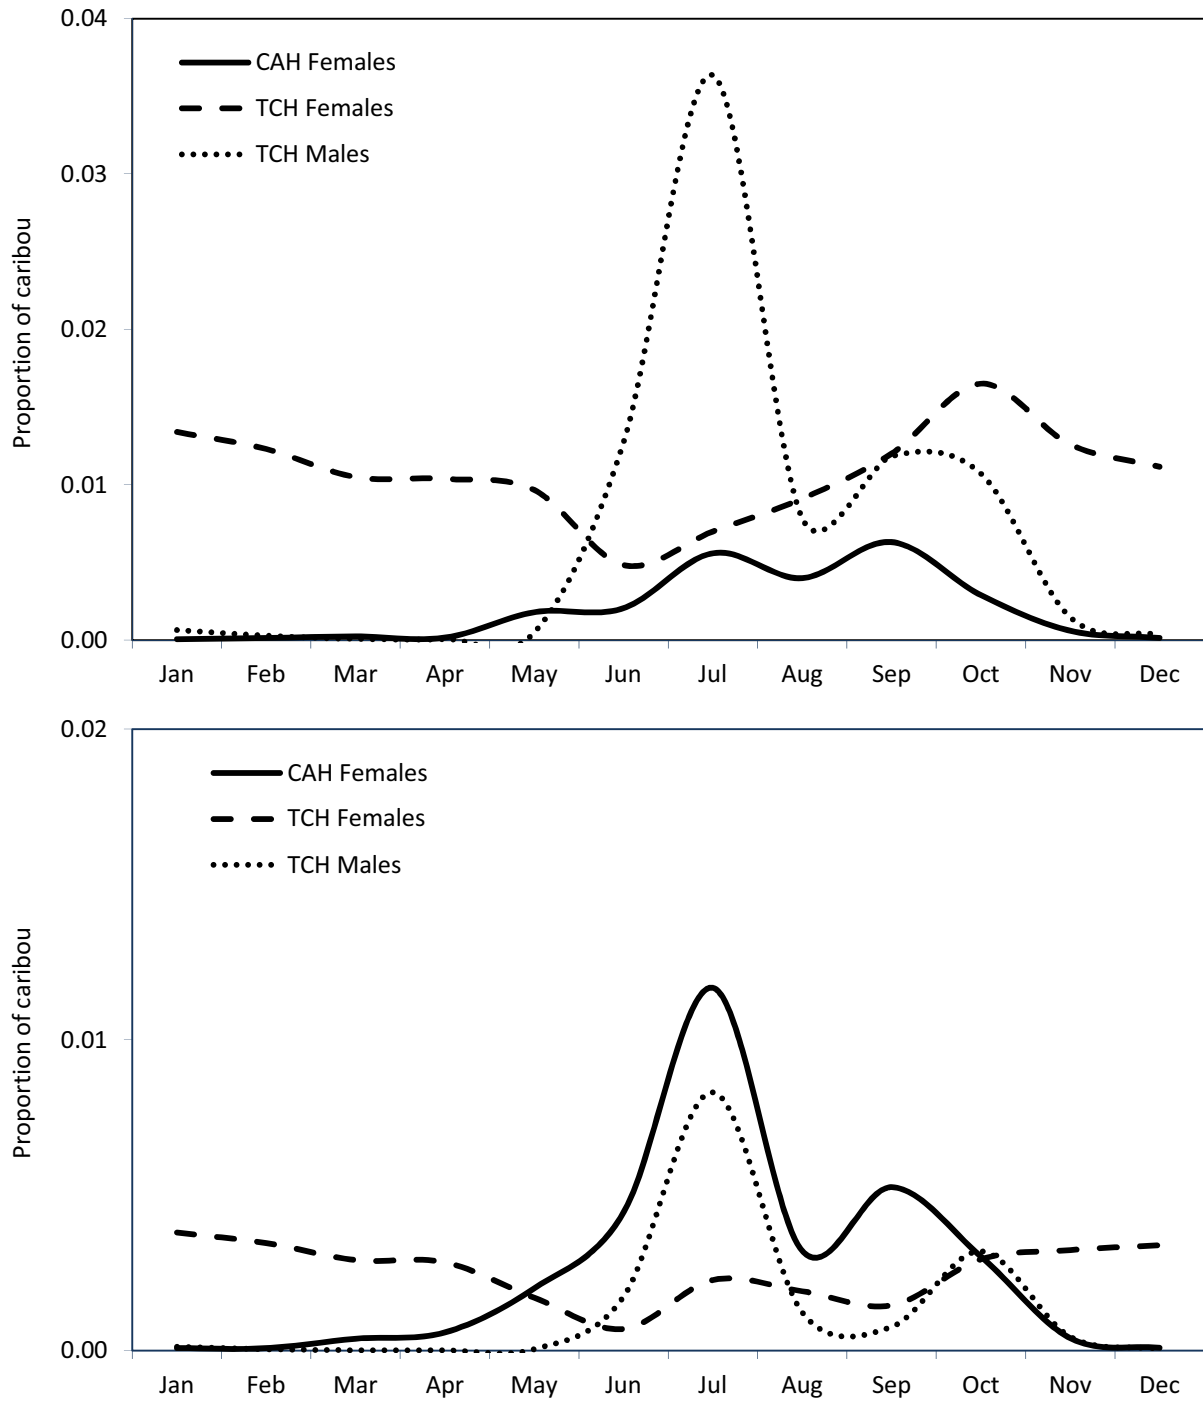 0.04
CAH Females
TCH Females
TCH Males
0.03
0.02
0.01
0.00
Proportion of caribou
Jan Feb Mar Apr May Jun Jul Aug Sep Oct Nov Dec
0.02
CAH Females
TCH Females
TCH Males
0.01
0.00
Proportion of caribou
Jan Feb Mar Apr May Jun Jul Aug Sep Oct Nov Dec